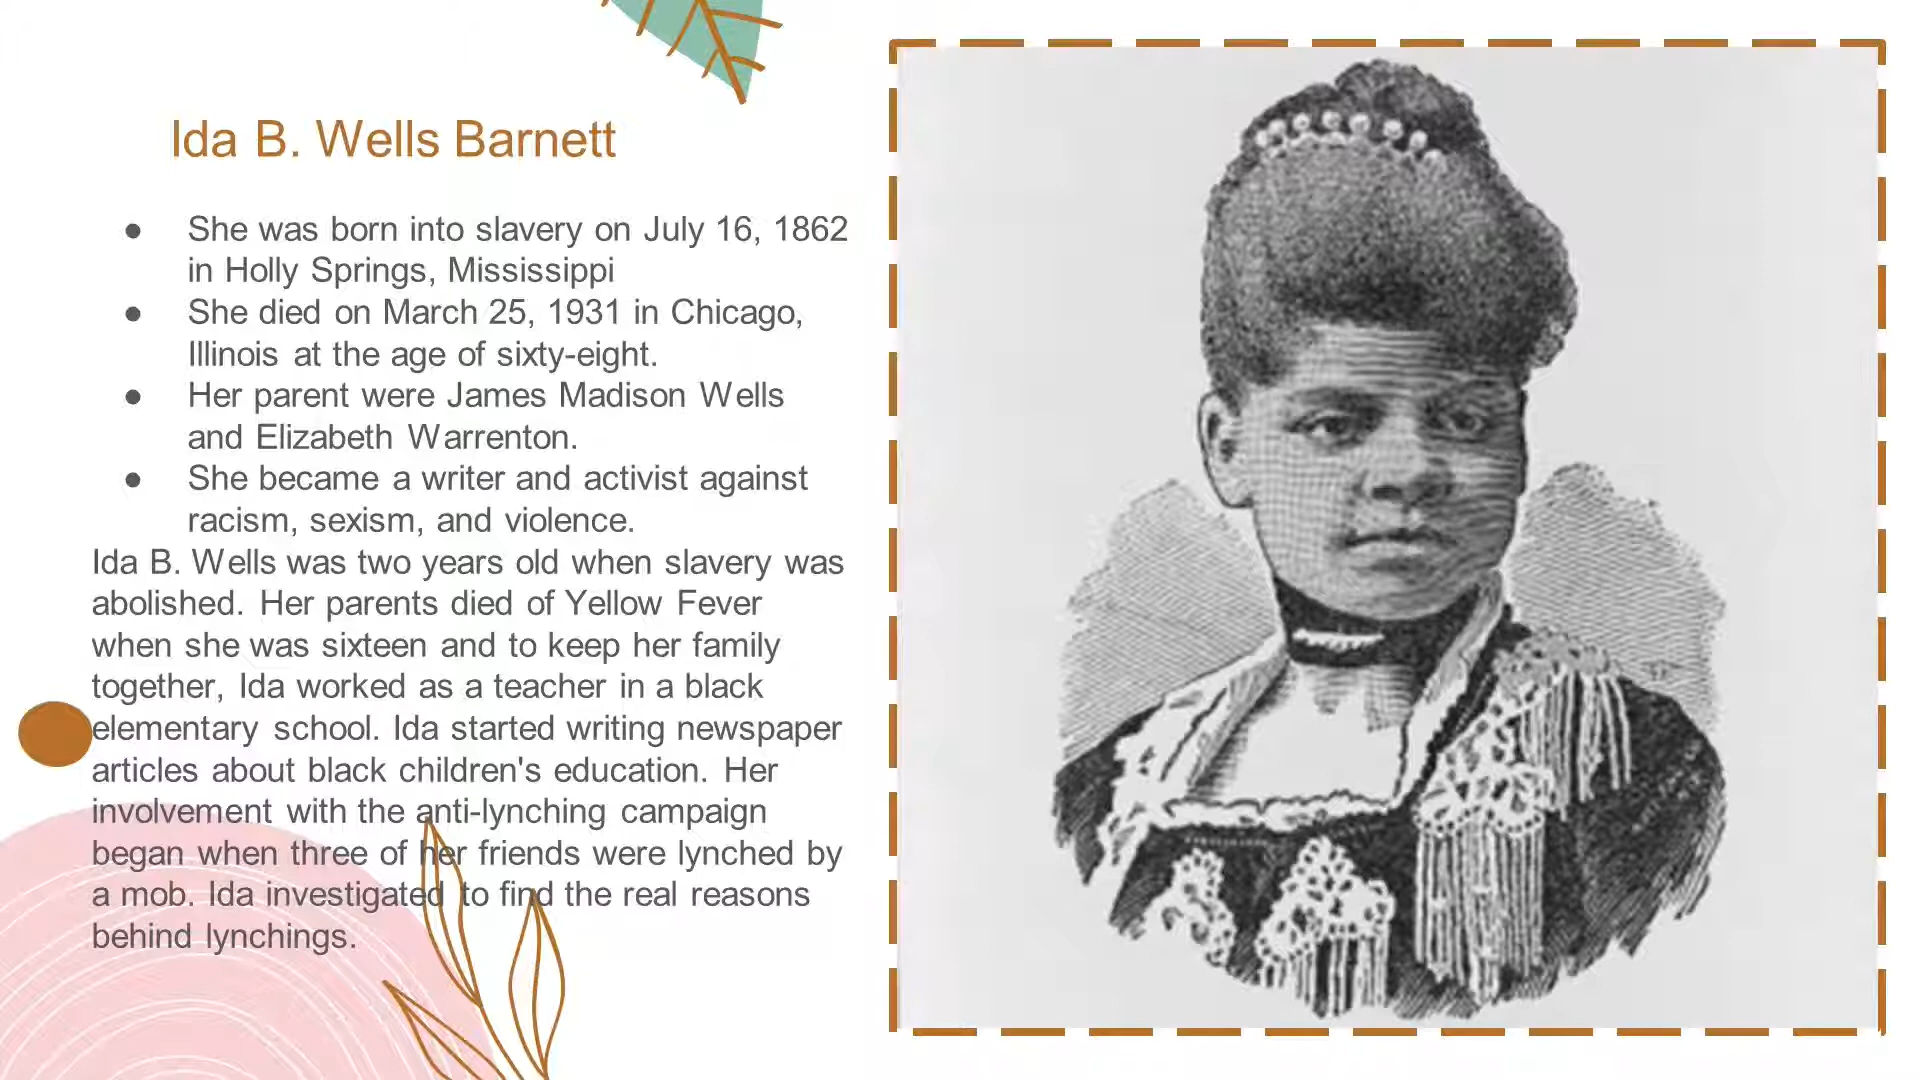 Ida B. Wells Barnett
● She was born into slavery on July 16, 1862
in Holly Springs, Mississippi
● She died on March 25, 1931 in Chicago,
Illinois at the age of sixty-eight.
● Her parent were James Madison Wells
and Elizabeth Warrenton.
● She became a writer and activist against
racism, sexism, and violence.
Ida B. Wells was two years old when slavery was
abolished. Her parents died of Yellow Fever
when she was sixteen and to keep her family
together, Ida worked as a teacher in a black
elementary school. Ida started writing newspaper
articles about black children's education. Her
involvement with the anti-lynching campaign
began when three of her friends were lynched by
a mob. Ida investigated to find the real reasons
behind lynchings.